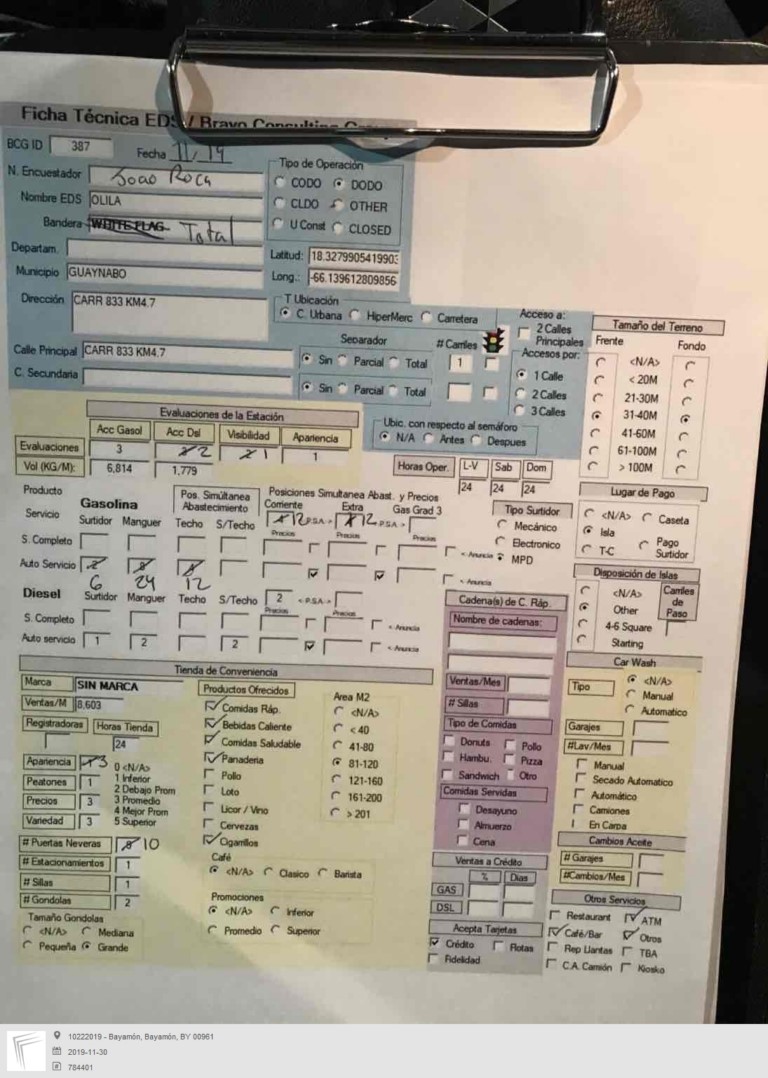 Ficha Técnica EDS / Bravo Consulting
BCG ID 387 Fecha 11/19
N. Encuestador Joao Roca
Nombre EDS OLILA
Bandera WHITE FLAG Total
Departam.
Municipio GUAYNABO
Dirección CARR 833 KM4.7
Calle Principal CARR 833 KM4.7
C. Secundaria
Tipo de Operación
CODO DODO
CLDO OTHER
U Const CLOSED
Latitud: 18.3279905419903
Long.: -66.139612809856
T Ubicación
C. Urbana HiperMerc Carretera
Separador # Carriles
Sin Parcial Total 1
Sin Parcial Total
Acceso a:
2 Calles
Principales
Accesos por:
1 Calle
2 Calles
3 Calles
Ubic. con respecto al semáforo
N/A Antes Despues
Tamaño del Terreno
Frente Fondo
<N/A>
< 20M
21-30M
31-40M
41-60M
61-100M
> 100M
Evaluaciones de la Estación
Acc Gasol Acc Dsl Visibilidad Apariencia
Evaluaciones 3 2 1 1
Vol (KG/M): 6,814 1,779
Horas Oper. L-V Sab Dom
24 24 24
Lugar de Pago
<N/A> Caseta
Isla
T-C Pago
Surtidor
Producto
Servicio Gasolina
Surtidor Manguer
Pos. Simúltanea
Abastecimiento
Techo S/Techo
Posiciones Simultanea Abast. y Precios
Corriente Extra Gas Grad 3
12 P.S.A.> 12 P.S.A.>
Precios Precios Precios
S. Completo < Anuncia
Auto Servicio < Anuncia
6 24 12
Tipo Surtidor
Mecánico
Electronico
MPD
Diesel Surtidor Manguer Techo S/Techo 2 < P.S.A.>
Precios Precios
S. Completo < Anuncia
Auto servicio 1 2 2 < Anuncia
Disposición de Islas
<N/A>
Other
4-6 Square
Starting
Carriles
de
Paso
Cadena(s) de C. Ráp.
Nombre de cadenas:
Ventas/Mes
# Sillas
Tipo de Comidas
Donuts Pollo
Hambu. Pizza
Sandwich Otro
Comidas Servidas
Desayuno
Almuerzo
Cena
Car Wash
Tipo <N/A>
Manual
Automatico
Garajes
#Lav/Mes
Manual
Secado Automatico
Automático
Camiones
En Carpa
Cambios Aceite
# Garajes
#Cambios/Mes
Tienda de Conveniencia
Marca SIN MARCA
Ventas/M 8,603
Registradoras Horas Tienda
24
Apariencia 3
Peatones 1
Precios 3
Variedad 3
0 <N/A>
1 Inferior
2 Debajo Prom
3 Promedio
4 Mejor Prom
5 Superior
# Puertas Neveras 10
# Estacionamientos 1
# Sillas 1
# Gondolas 2
Tamaño Gondolas
<N/A> Mediana
Pequeña Grande
Productos Ofrecidos
Comidas Ráp.
Bebidas Caliente
Comidas Saludable
Panaderia
Pollo
Loto
Licor / Vino
Cervezas
Cigarrillos
Café
<N/A> Clasico Barista
Promociones
<N/A> Inferior
Promedio Superior
Area M2
<N/A>
< 40
41-80
81-120
121-160
161-200
> 201
Ventas a Crédito
% Dias
GAS
DSL
Acepta Tarjetas
Crédito Flotas
Fidelidad
Otros Servicios
Restaurant ATM
Café/Bar Otros
Rep Llantas TBA
C.A. Camión Kiosko
10222019 - Bayamón, Bayamón, BY 00961
2019-11-30
784401